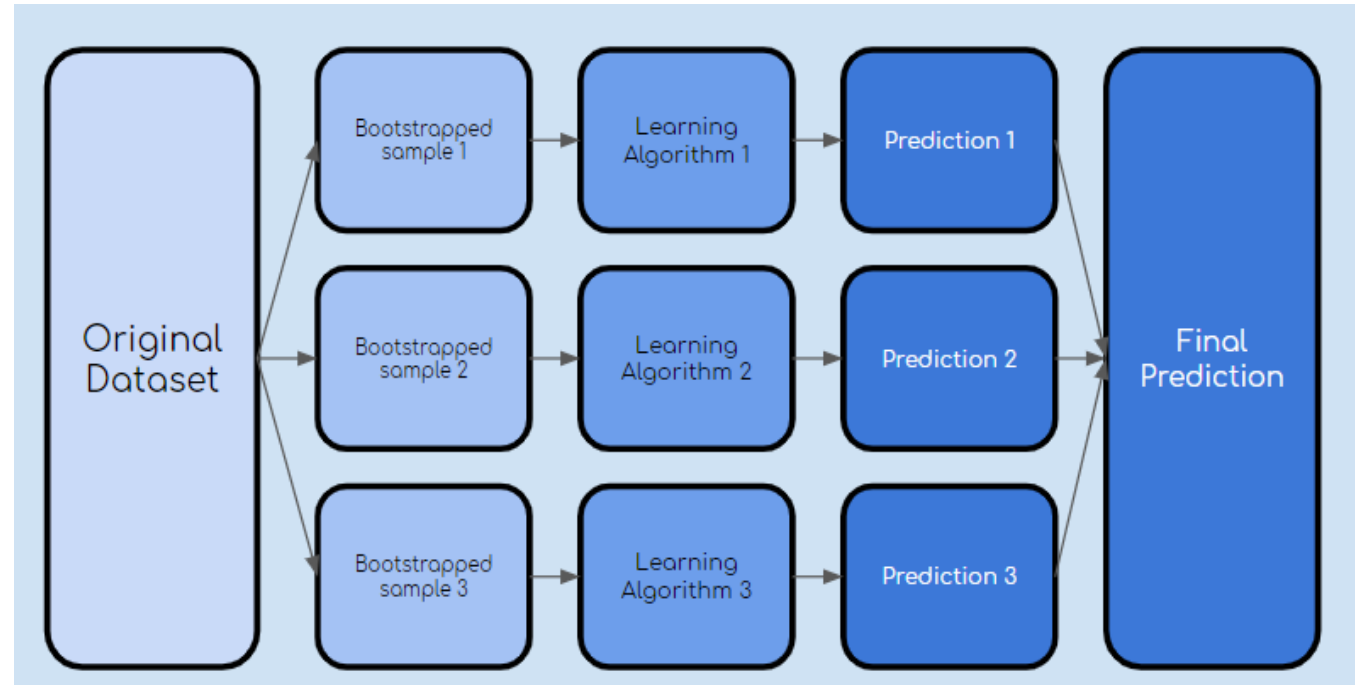 Original
Dataset
Bootstrapped
sample 1
Learning
Algorithm 1
Prediction 1
Bootstrapped
sample 2
Learning
Algorithm 2
Prediction 2
Bootstrapped
sample 3
Learning
Algorithm 3
Prediction 3
Final
Prediction